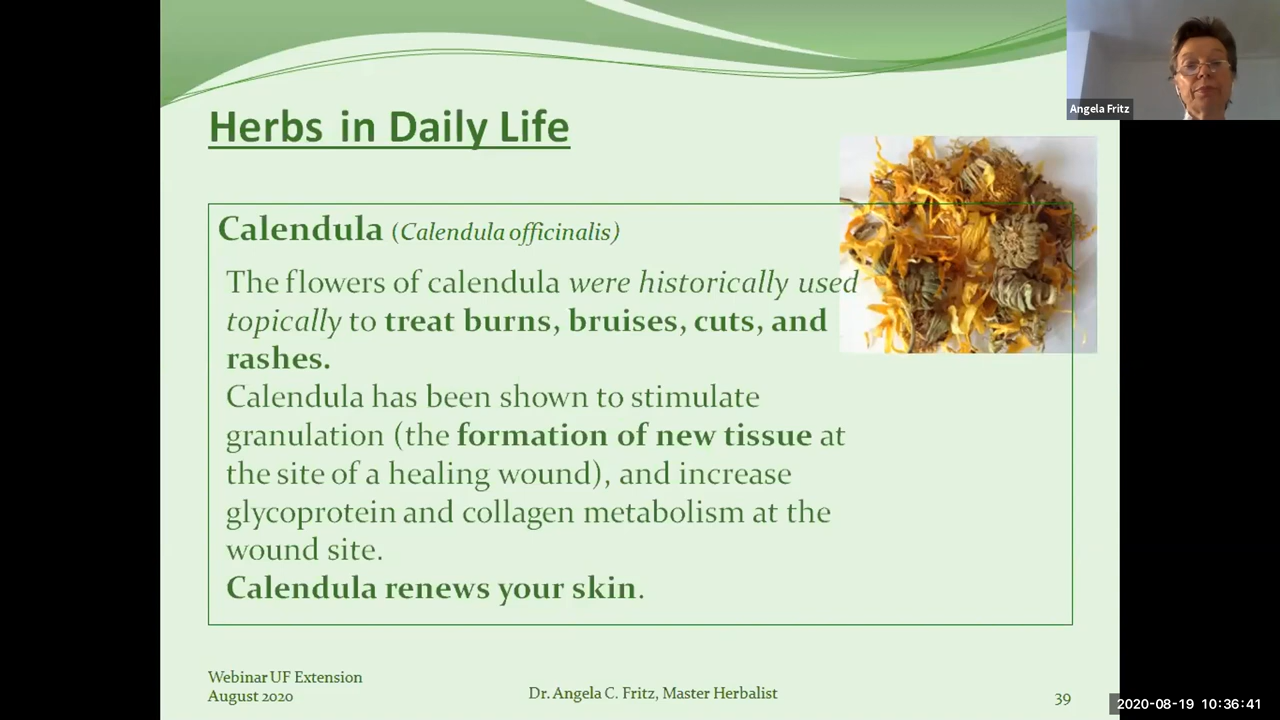 Angela Fritz
Herbs in Daily Life
Calendula (Calendula officinalis)
The flowers of calendula were historically used
topically to treat burns, bruises, cuts, and
rashes.
Calendula has been shown to stimulate
granulation (the formation of new tissue at
the site of a healing wound), and increase
glycoprotein and collagen metabolism at the
wound site.
Calendula renews your skin.
Webinar UF Extension
August 2020
Dr. Angela C. Fritz, Master Herbalist
39
2020-08-19 10:36:41